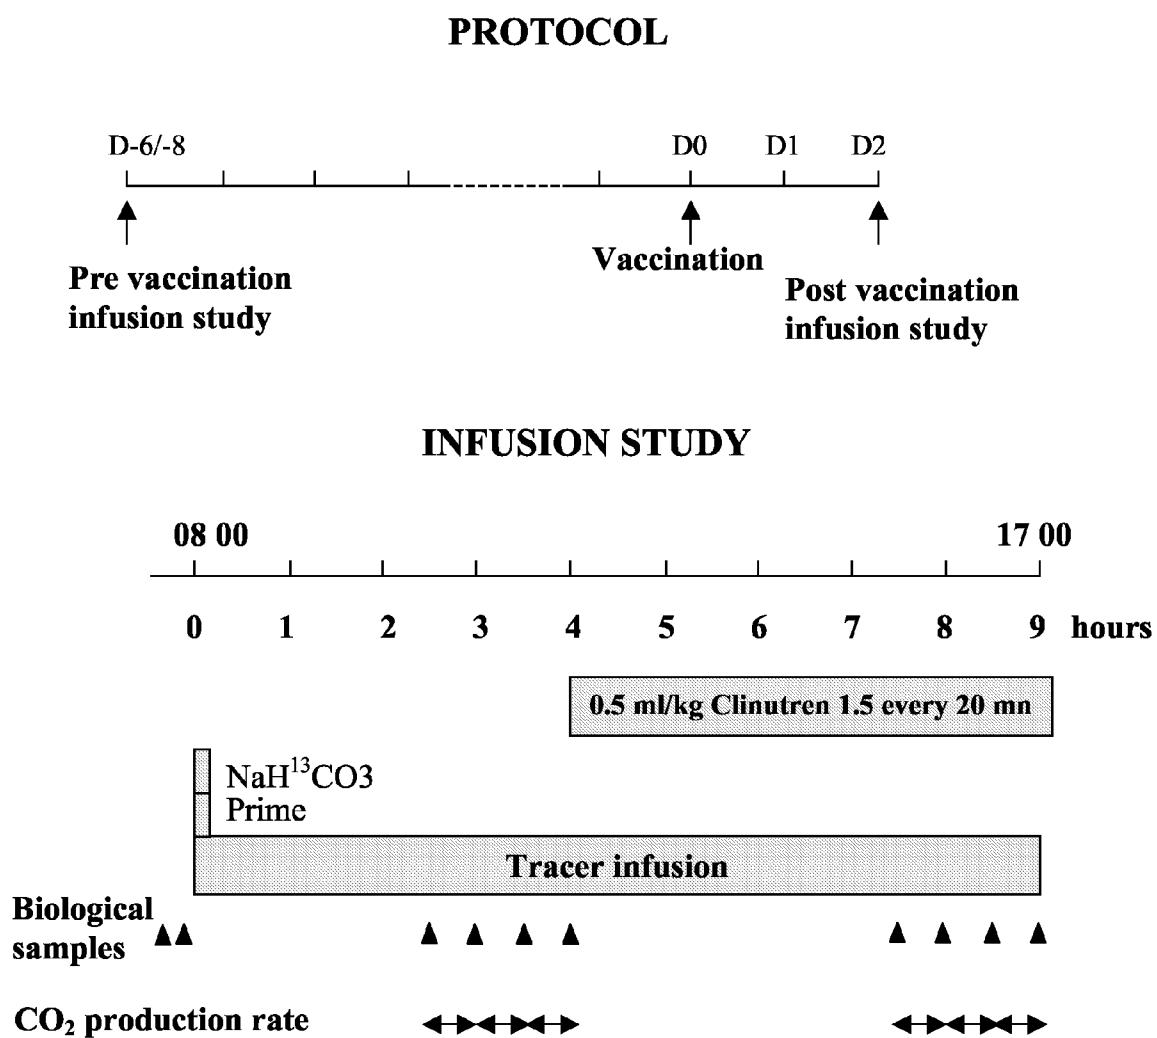 PROTOCOL
D-6/-8 D0 D1 D2
Pre vaccination
infusion study
Vaccination
Post vaccination
infusion study
INFUSION STUDY
08 00 17 00
0 1 2 3 4 5 6 7 8 9 hours
0.5 ml/kg Clinutren 1.5 every 20 mn
NaH¹³CO3
Prime
Tracer infusion
Biological
samples
CO₂ production rate